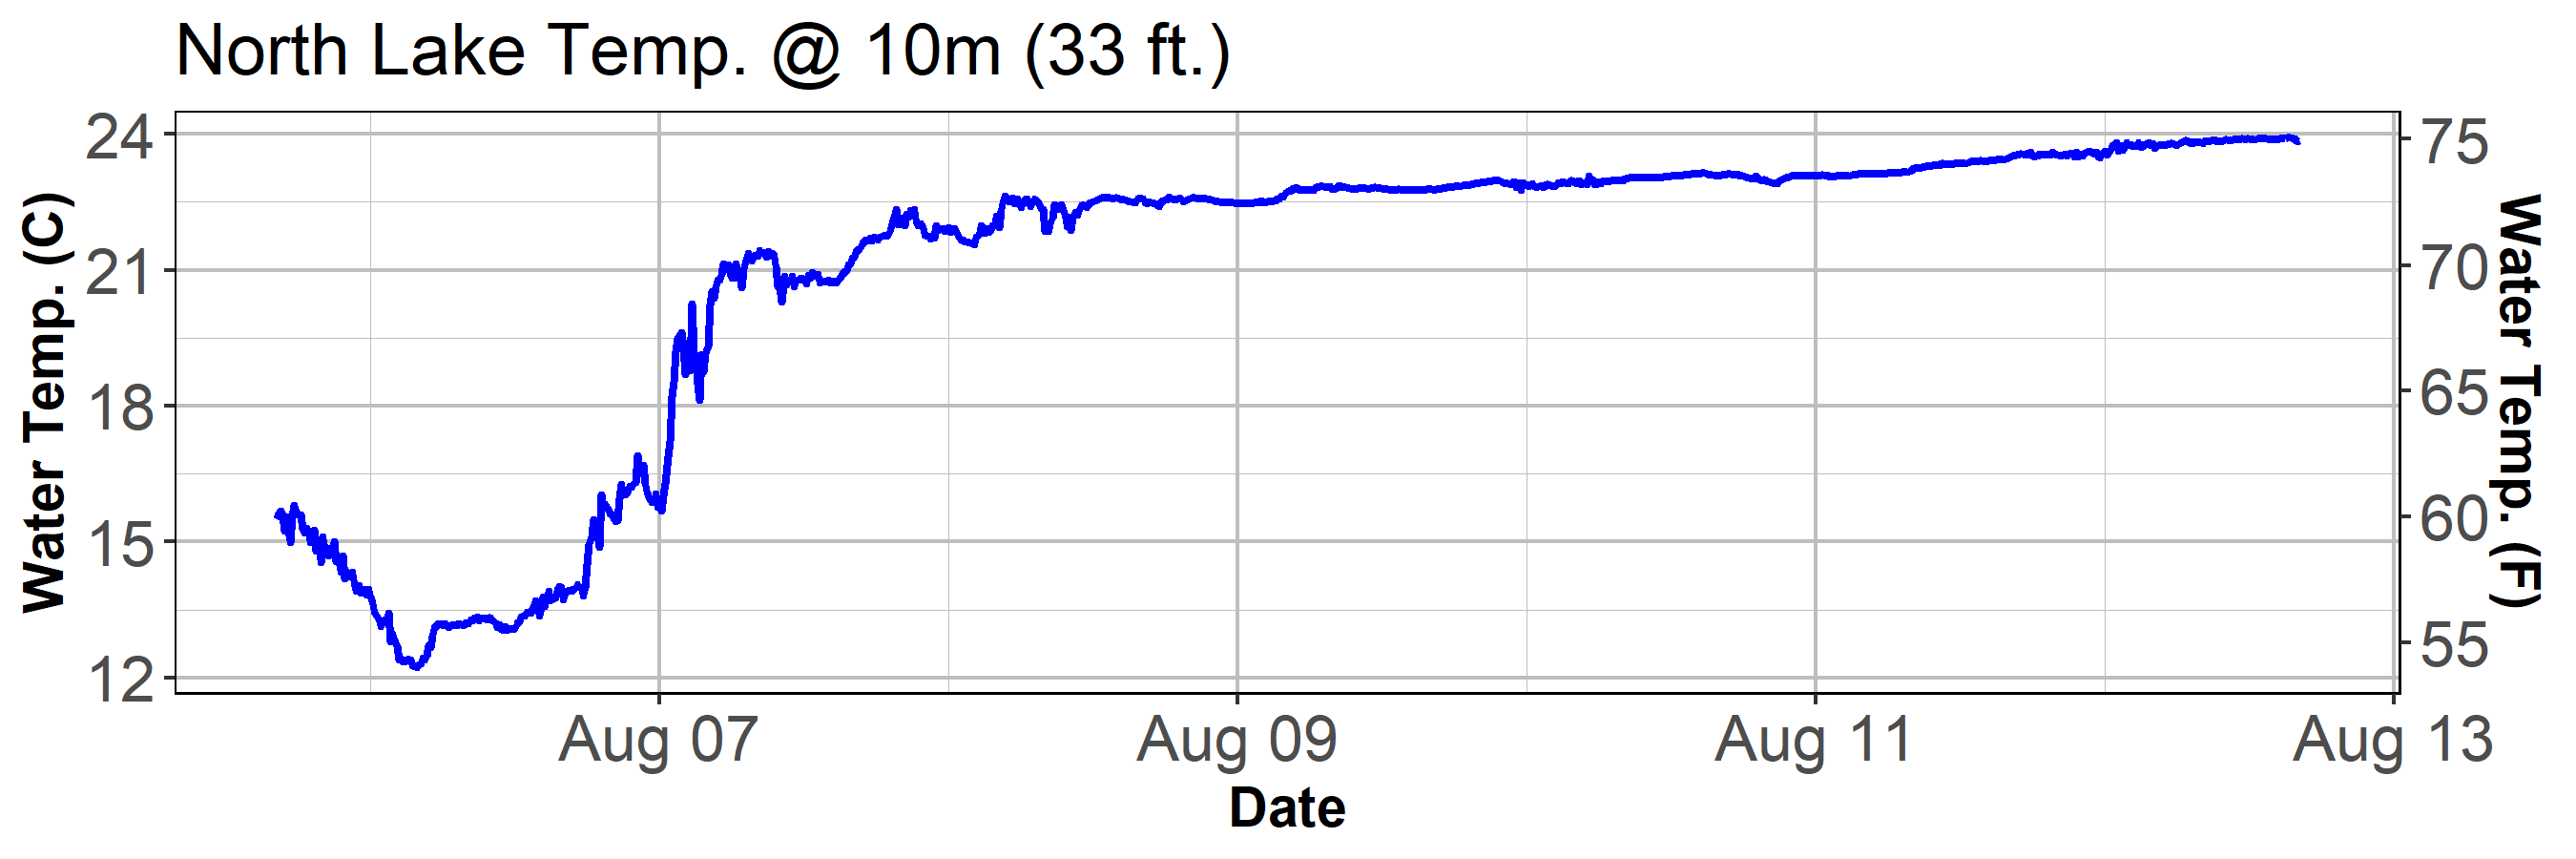 North Lake Temp. @ 10m (33 ft.)
Water Temp. (C)
24
21
18
15
12
75
70
65
60
55
Water Temp. (F)
Aug 07 Aug 09 Aug 11 Aug 13
Date